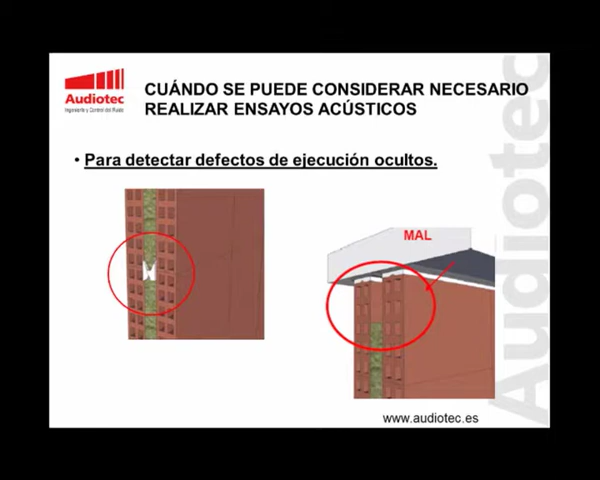 Audiotec
Ingeniería y Control del Ruido
CUÁNDO SE PUEDE CONSIDERAR NECESARIO
REALIZAR ENSAYOS ACÚSTICOS
• Para detectar defectos de ejecución ocultos.
MAL
www.audiotec.es
Audiotec